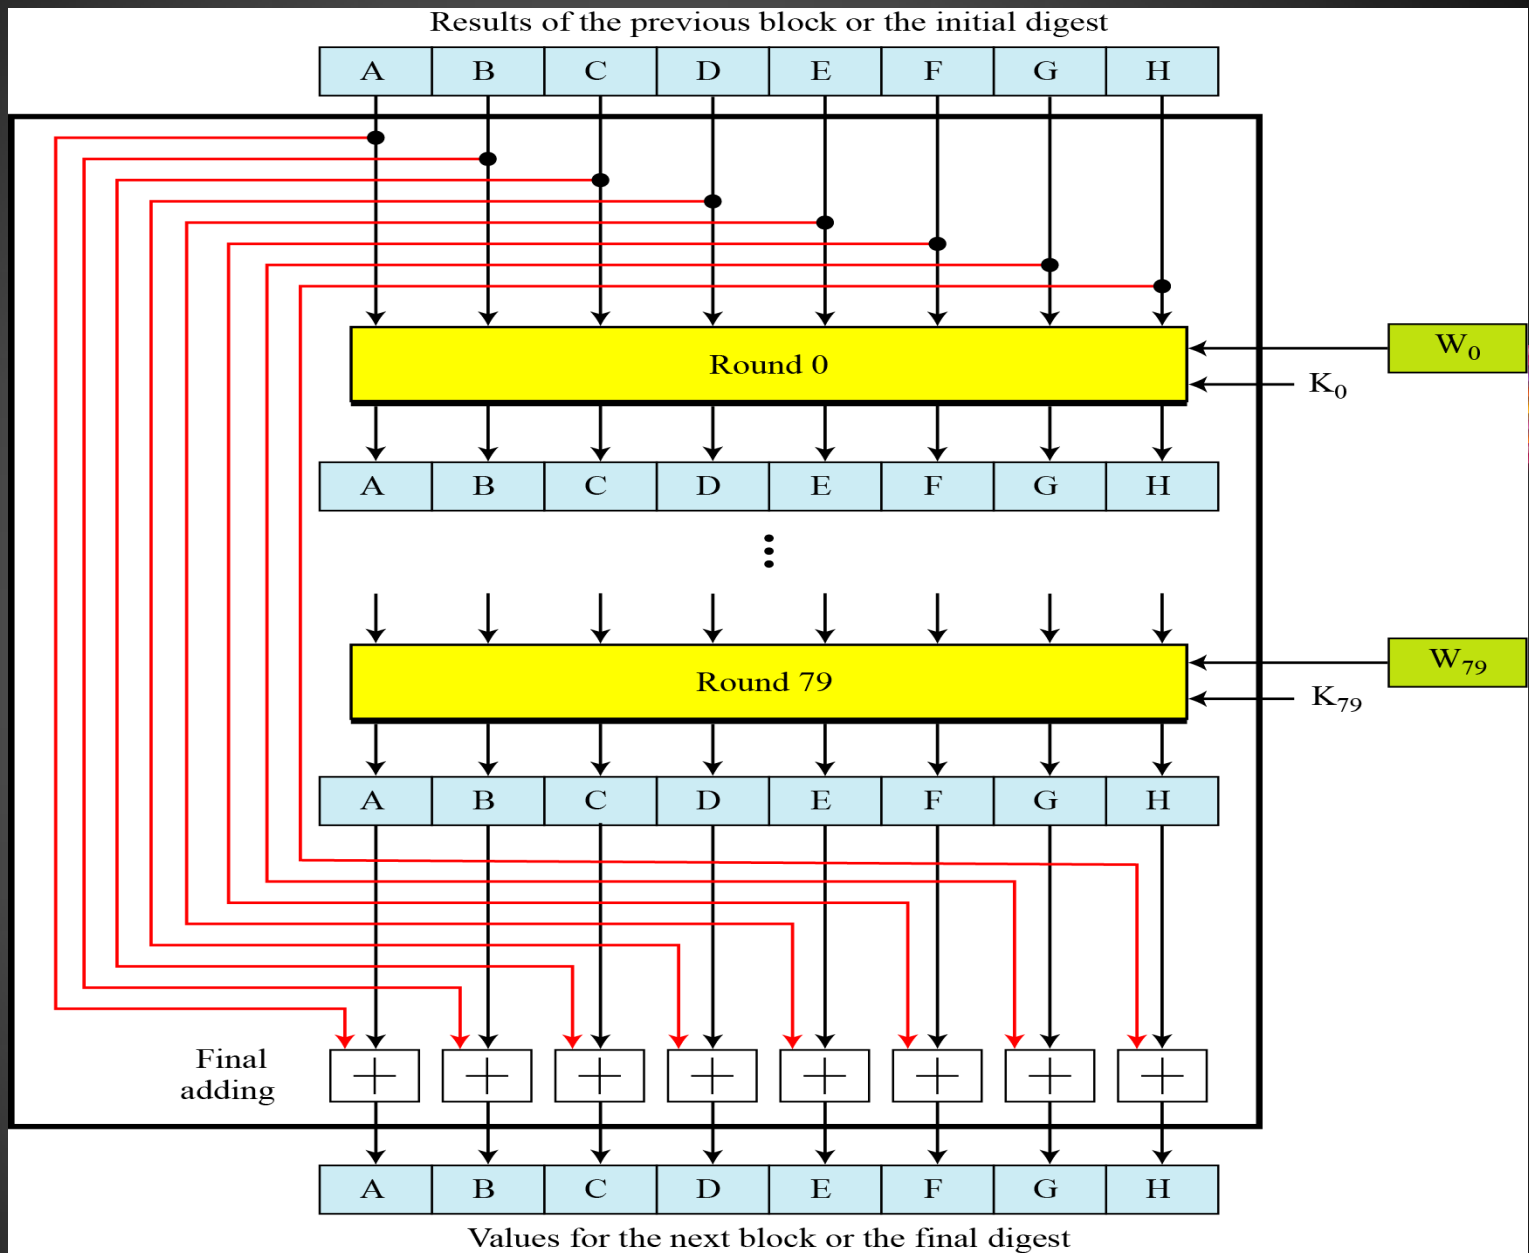 Results of the previous block or the initial digest
A B C D E F G H
Round 0
W₀
K₀
A B C D E F G H
Round 79
W₇₉
K₇₉
A B C D E F G H
Final
adding
+ + + + + + + +
A B C D E F G H
Values for the next block or the final digest